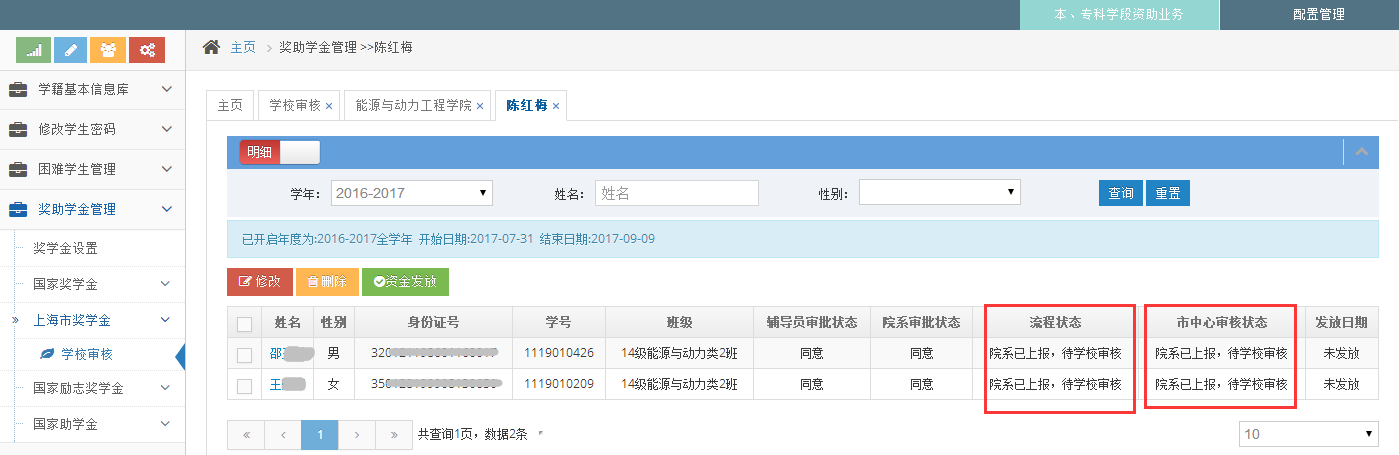 本、专科学段资助业务 配置管理
主页 奖助学金管理 >>陈红梅
学籍基本信息库
修改学生密码
困难学生管理
奖助学金管理
奖学金设置
国家奖学金
上海市奖学金
学校审核
国家励志奖学金
国家助学金
主页 学校审核 × 能源与动力工程学院 × 陈红梅 ×
明细
学年: 2016-2017 姓名: 姓名 性别: 查询 重置
已开启年度为:2016-2017全学年 开始日期:2017-07-31 结束日期:2017-09-09
修改 删除 资金发放
姓名 性别 身份证号 学号 班级 辅导员审批状态 院系审批状态 流程状态 市中心审核状态 发放日期
男 1119010426 14级能源与动力类2班 同意 同意 院系已上报，待学校审核 院系已上报，待学校审核 未发放
王 女 1119010209 14级能源与动力类2班 同意 同意 院系已上报，待学校审核 院系已上报，待学校审核 未发放
« ‹ 1 › » 共查询1页，数据2条 10